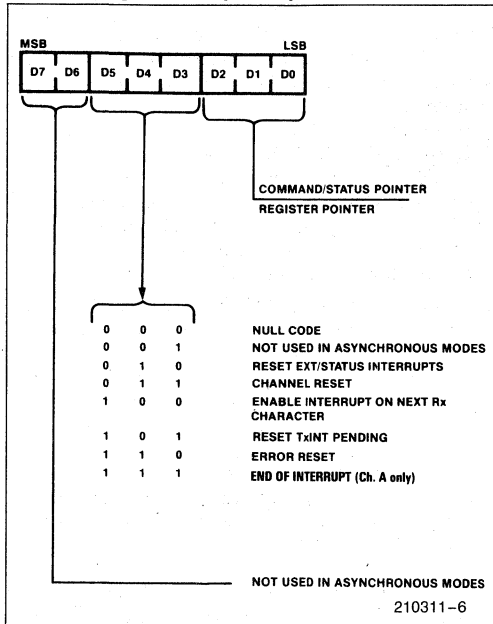 MSB LSB
D7 D6 D5 D4 D3 D2 D1 D0
COMMAND/STATUS POINTER
REGISTER POINTER
0 0 0 NULL CODE
0 0 1 NOT USED IN ASYNCHRONOUS MODES
0 1 0 RESET EXT/STATUS INTERRUPTS
0 1 1 CHANNEL RESET
1 0 0 ENABLE INTERRUPT ON NEXT Rx
CHARACTER
1 0 1 RESET TxINT PENDING
1 1 0 ERROR RESET
1 1 1 END OF INTERRUPT (Ch. A only)
NOT USED IN ASYNCHRONOUS MODES
210311–6